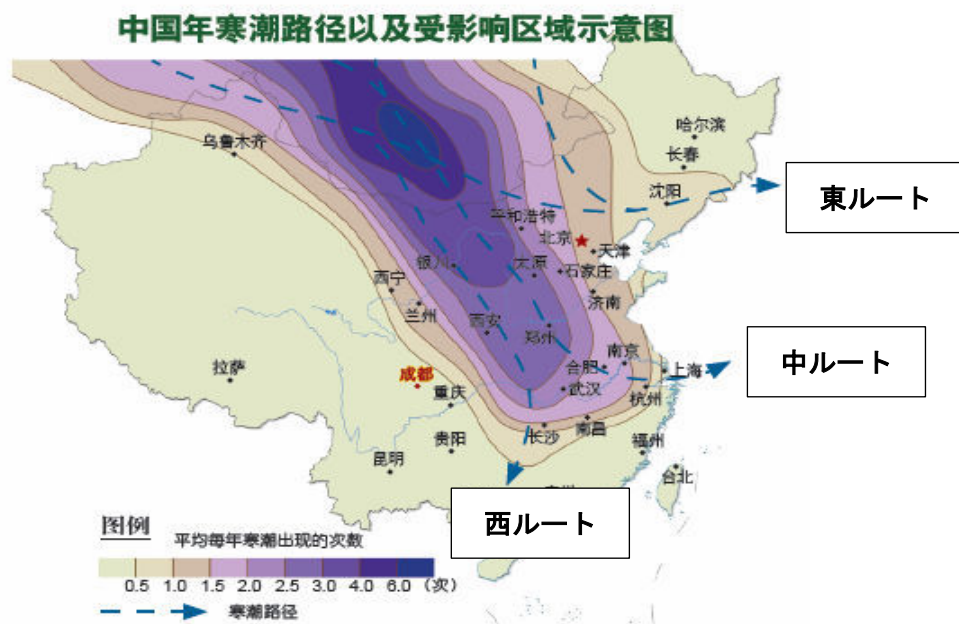 中国年寒潮路径以及受影响区域示意图
哈尔滨
乌鲁木齐
长春
沈阳
東ルート
平和浩特
北京
天津
银川
太原
石家庄
西宁
济南
兰州
西安
郑州
南京
中ルート
合肥
上海
拉萨
成都
武汉
杭州
重庆
长沙
南昌
贵阳
福州
昆明
台北
西ルート
图例
平均每年寒潮出现的次数
0.5 1.0 1.5 2.0 2.5 3.0 4.0 6.0 (次)
寒潮路径